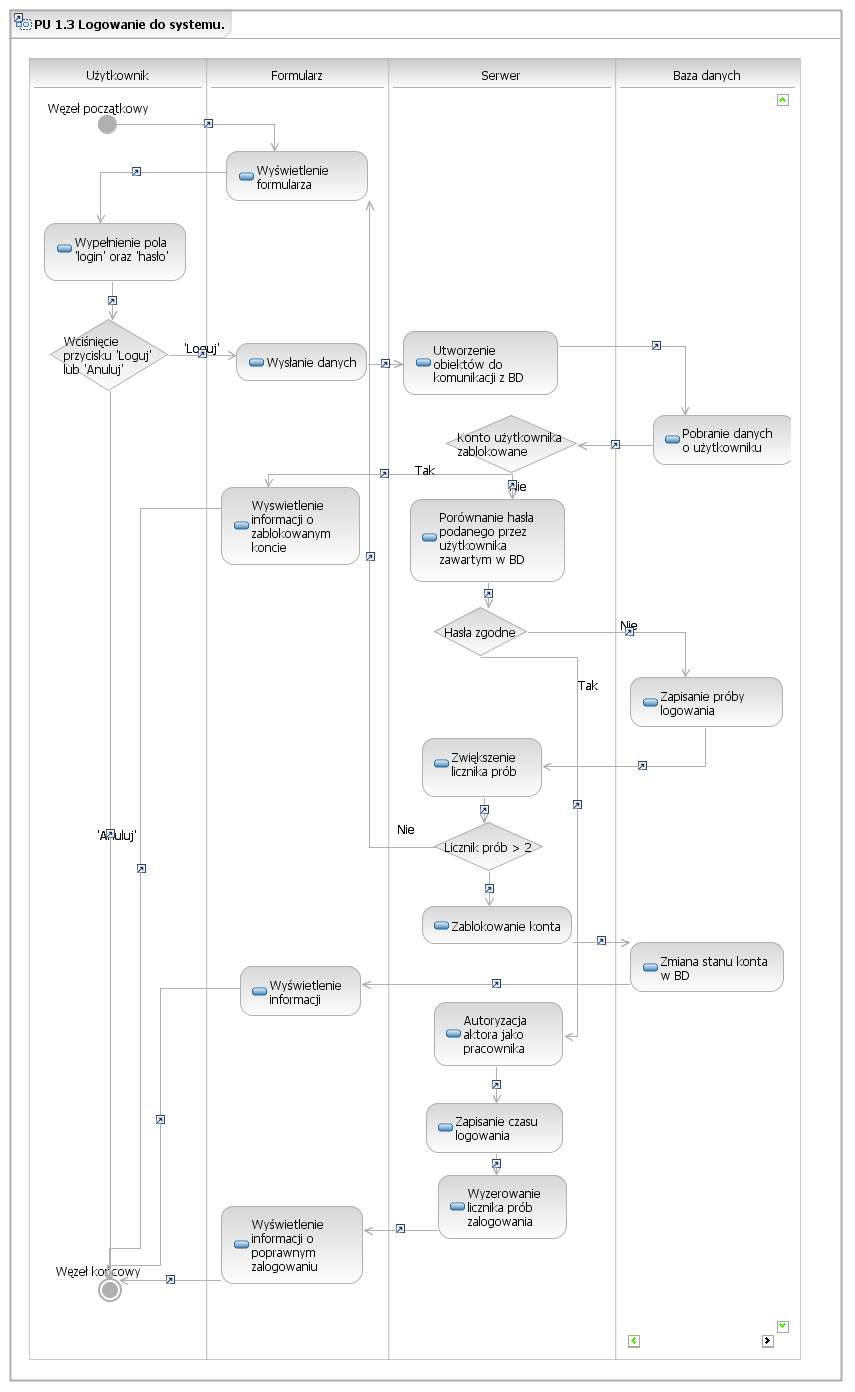 PU 1.3 Logowanie do systemu.
Użytkownik
Formularz
Serwer
Baza danych
Węzeł początkowy
Wyświetlenie
formularza
Wypełnienie pola
'login' oraz 'hasło'
Wciśnięcie
przycisku 'Loguj'
lub 'Anuluj'
'Loguj'
Wysłanie danych
Utworzenie
obiektów do
komunikacji z BD
Pobranie danych
o użytkowniku
Konto użytkownika
zablokowane
Tak
Nie
Wyswietlenie
informacji o
zablokowanym
koncie
Porównanie hasła
podanego przez
użytkownika
zawartym w BD
Hasła zgodne
Nie
Tak
Zapisanie próby
logowania
Zwiększenie
licznika prób
Nie
Licznik prób > 2
'Anuluj'
Zablokowanie konta
Zmiana stanu konta
w BD
Wyświetlenie
informacji
Autoryzacja
aktora jako
pracownika
Zapisanie czasu
logowania
Wyzerowanie
licznika prób
zalogowania
Wyświetlenie
informacji o
poprawnym
zalogowaniu
Węzeł końcowy